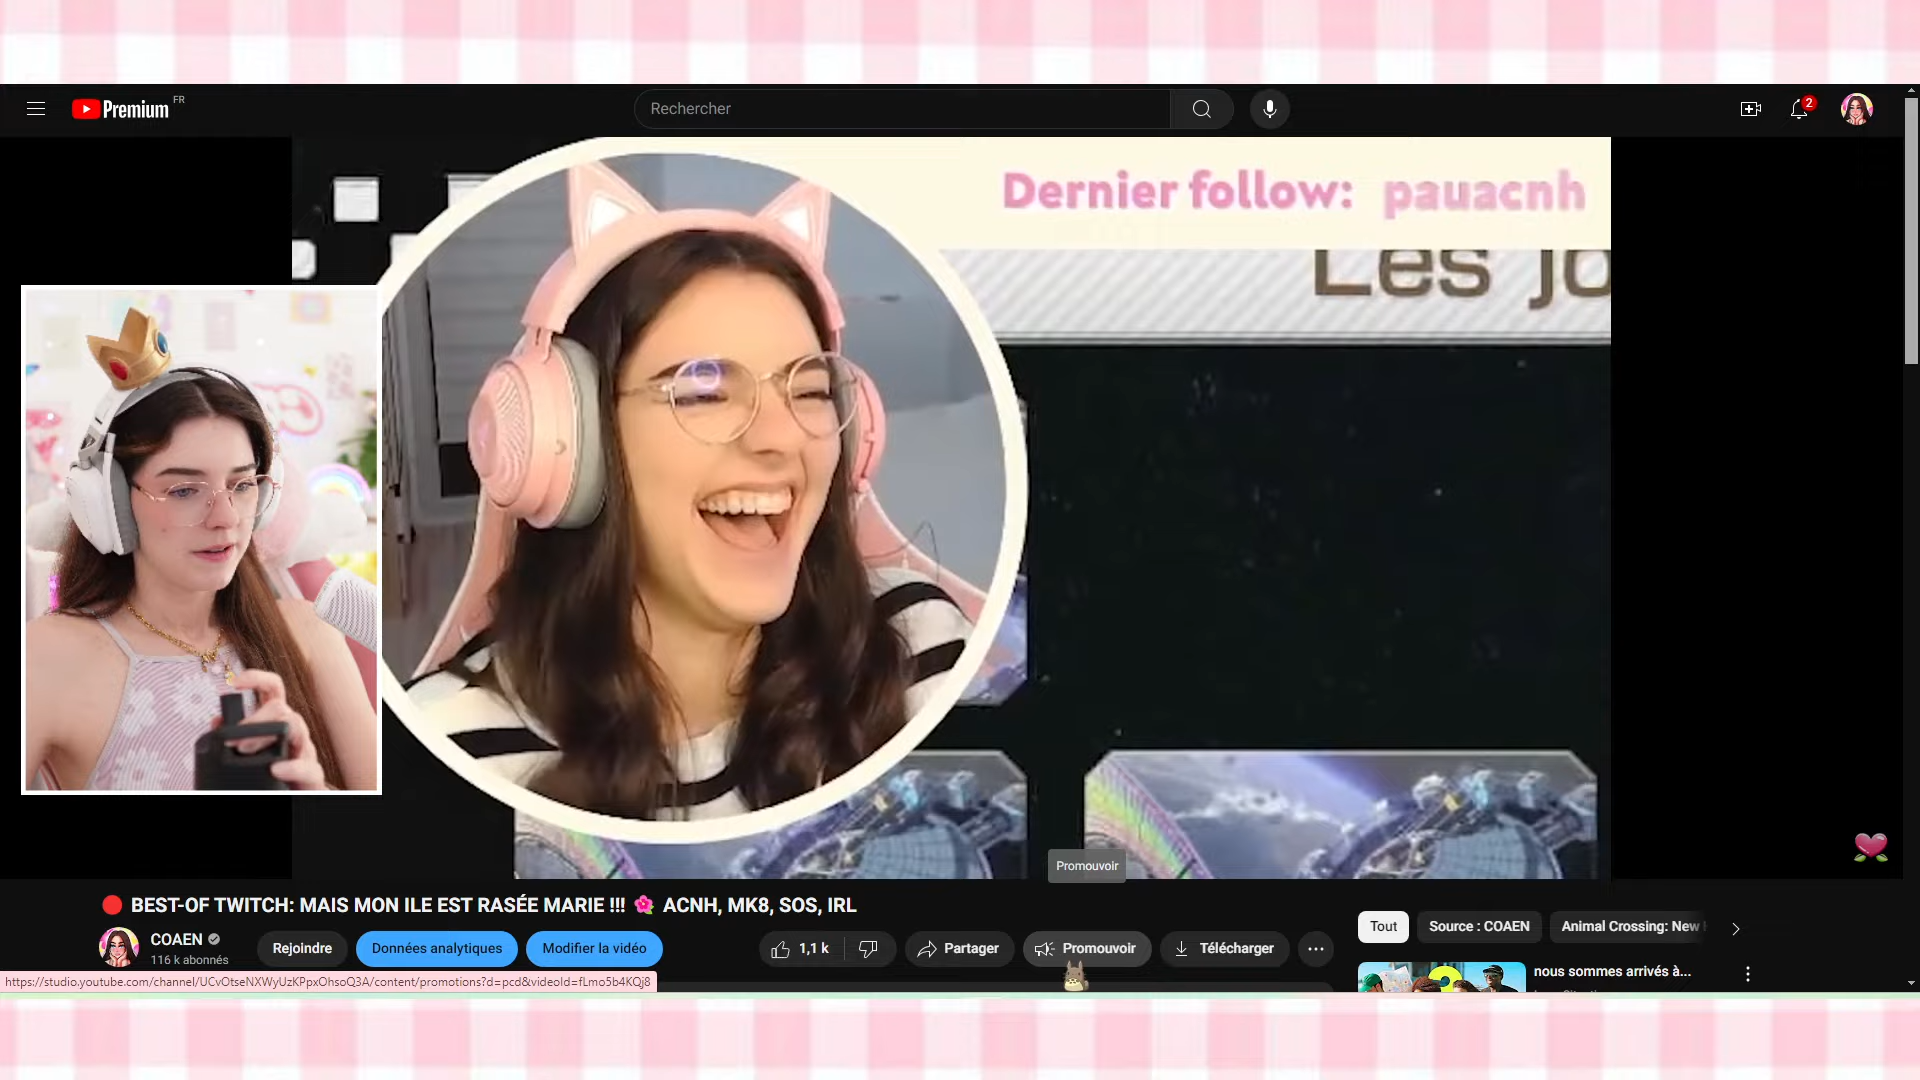 Premium FR
Rechercher
2
Dernier follow: pauacnh
Les jo
Promouvoir
BEST-OF TWITCH: MAIS MON ILE EST RASÉE MARIE !!! 🌺 ACNH, MK8, SOS, IRL
COAEN
116 k abonnés
Rejoindre
Données analytiques
Modifier la vidéo
1,1 k
Partager
Promouvoir
Télécharger
Tout
Source : COAEN
Animal Crossing: New
nous sommes arrivés à...
https://studio.youtube.com/channel/UCvOtseNXWyUzKPpxOhsoQ3A/content/promotions?d=pcd&videoId=fLmo5b4KQj8